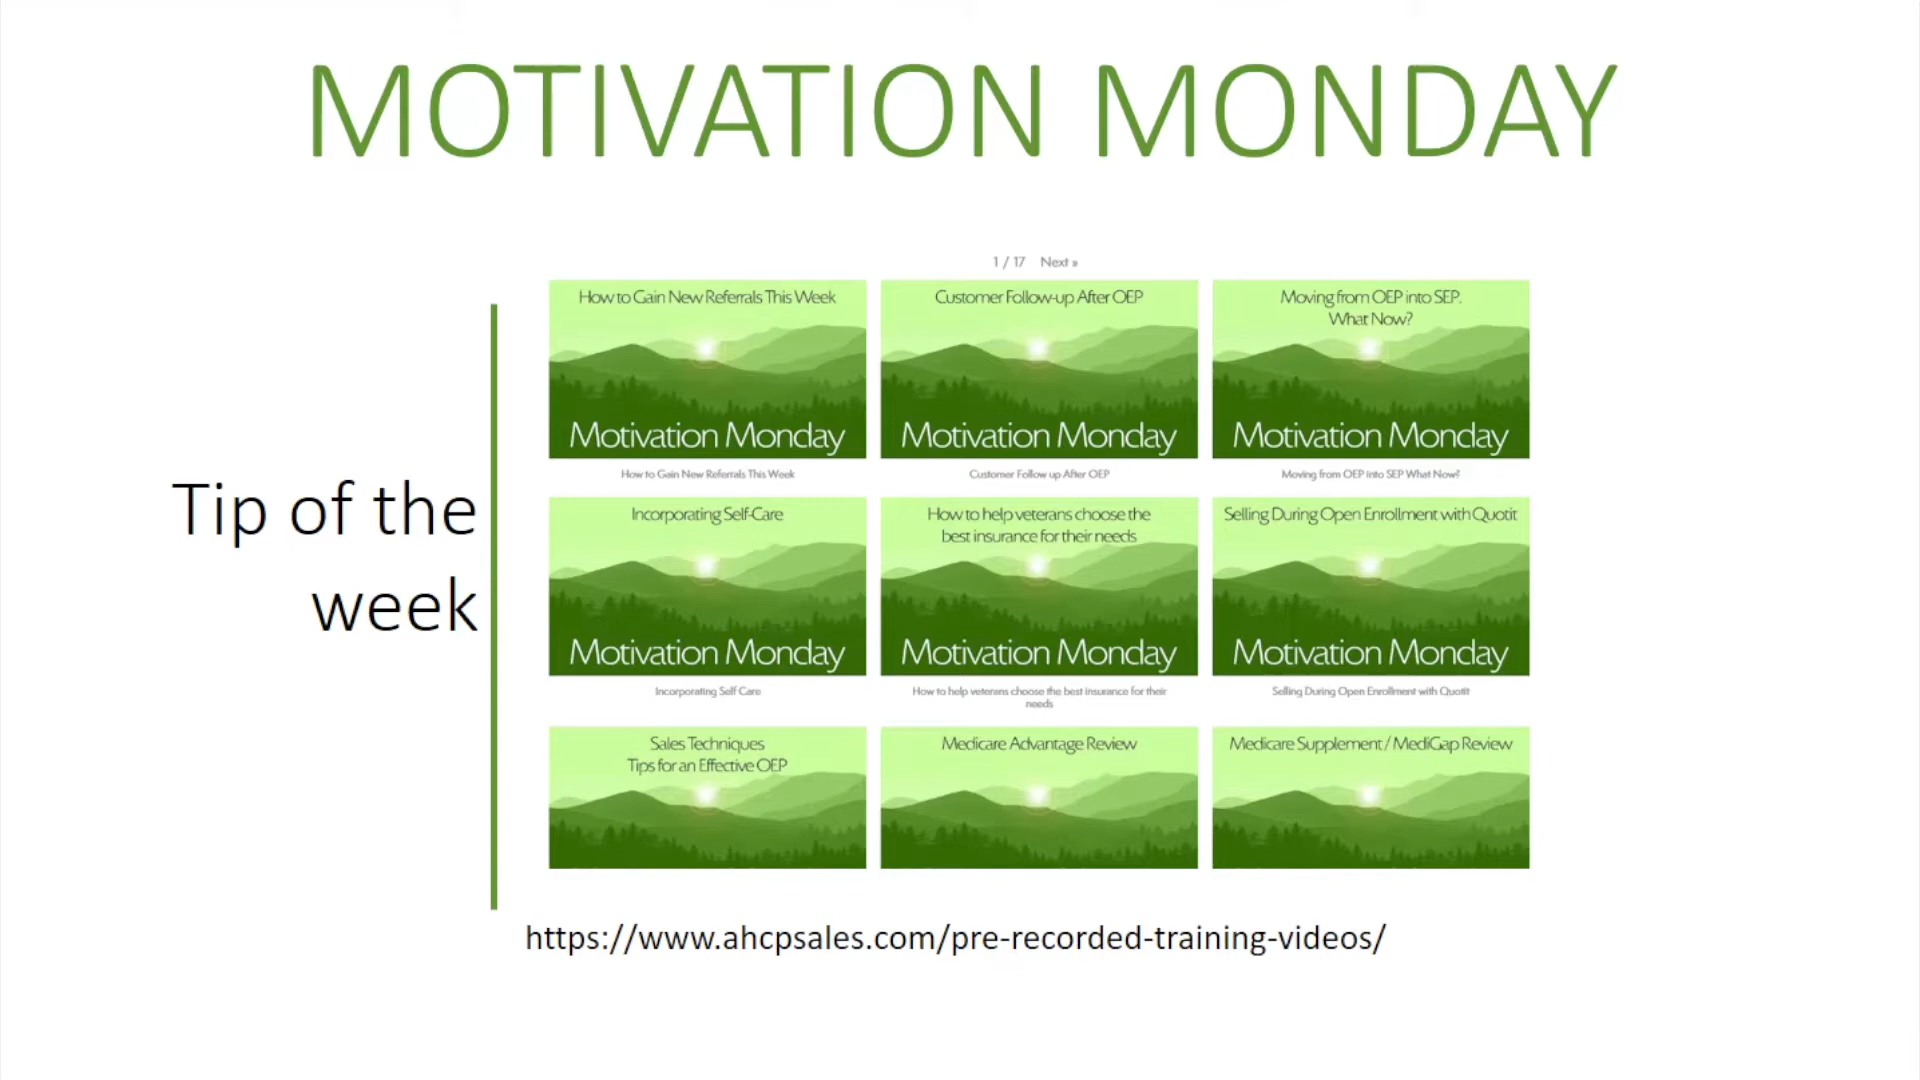 MOTIVATION MONDAY
Tip of the
week
1 / 17 Next »
How to Gain New Referrals This Week
Motivation Monday
How to Gain New Referrals This Week
Customer Follow-up After OEP
Motivation Monday
Customer Follow up After OEP
Moving from OEP into SEP.
What Now?
Motivation Monday
Moving from OEP into SEP What Now?
Incorporating Self-Care
Motivation Monday
Incorporating Self Care
How to help veterans choose the
best insurance for their needs
Motivation Monday
How to help veterans choose the best insurance for their
needs
Selling During Open Enrollment with Quotit
Motivation Monday
Selling During Open Enrollment with Quotit
Sales Techniques
Tips for an Effective OEP
Medicare Advantage Review
Medicare Supplement / MediGap Review
https://www.ahcpsales.com/pre-recorded-training-videos/